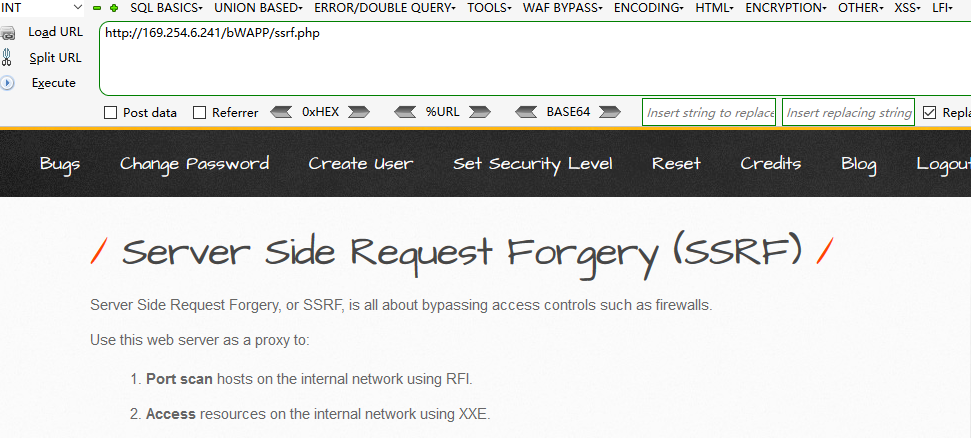 INT SQL BASICS UNION BASED ERROR/DOUBLE QUERY TOOLS WAF BYPASS ENCODING HTML ENCRYPTION OTHER XSS LFI
Load URL http://169.254.6.241/bWAPP/ssrf.php
Split URL
Execute
Post data Referrer 0xHEX %URL BASE64 Insert string to replace Insert replacing string
Bugs Change Password Create User Set Security Level Reset Credits Blog Logout
/ Server Side Request Forgery (SSRF) /
Server Side Request Forgery, or SSRF, is all about bypassing access controls such as firewalls.
Use this web server as a proxy to:
1. Port scan hosts on the internal network using RFI.
2. Access resources on the internal network using XXE.